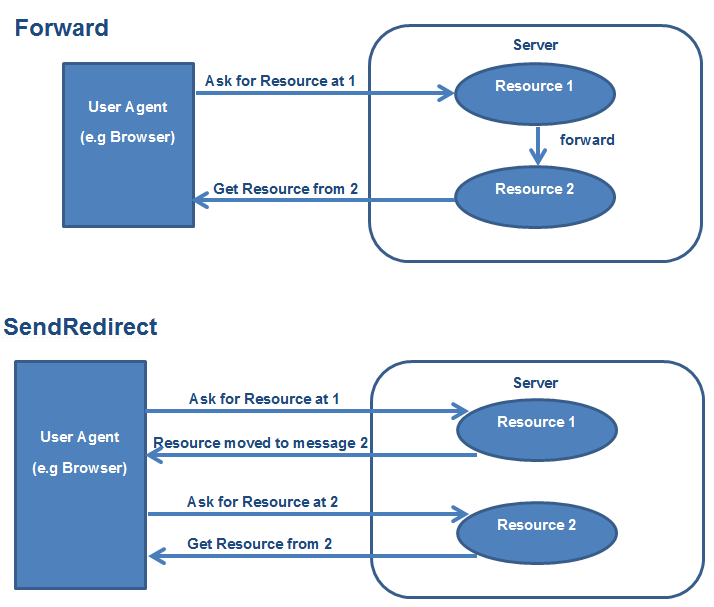 Forward
Server
User Agent
(e.g Browser)
Ask for Resource at 1
Resource 1
forward
Get Resource from 2
Resource 2
SendRedirect
Server
User Agent
(e.g Browser)
Ask for Resource at 1
Resource 1
Resource moved to message 2
Ask for Resource at 2
Resource 2
Get Resource from 2